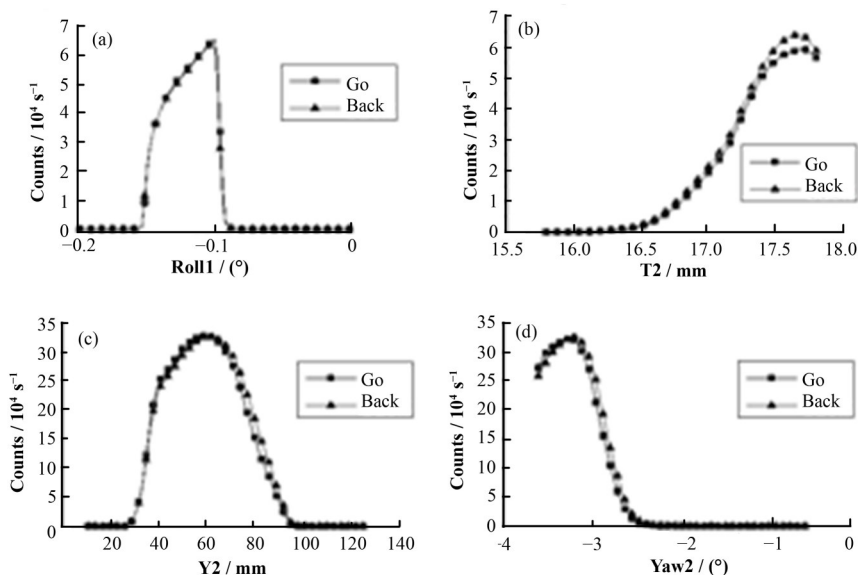 (a)
7
6
5
4
3
2
1
0
Counts / 10⁴ s⁻¹
Go
Back
−0.2 −0.1 0
Roll1 / (°)
(b)
7
6
5
4
3
2
1
0
Counts / 10⁴ s⁻¹
Go
Back
15.5 16.0 16.5 17.0 17.5 18.0
T2 / mm
(c)
35
30
25
20
15
10
5
0
Counts / 10⁴ s⁻¹
Go
Back
20 40 60 80 100 120 140
Y2 / mm
(d)
35
30
25
20
15
10
5
0
Counts / 10⁴ s⁻¹
Go
Back
-4 −3 −2 −1 0
Yaw2 / (°)